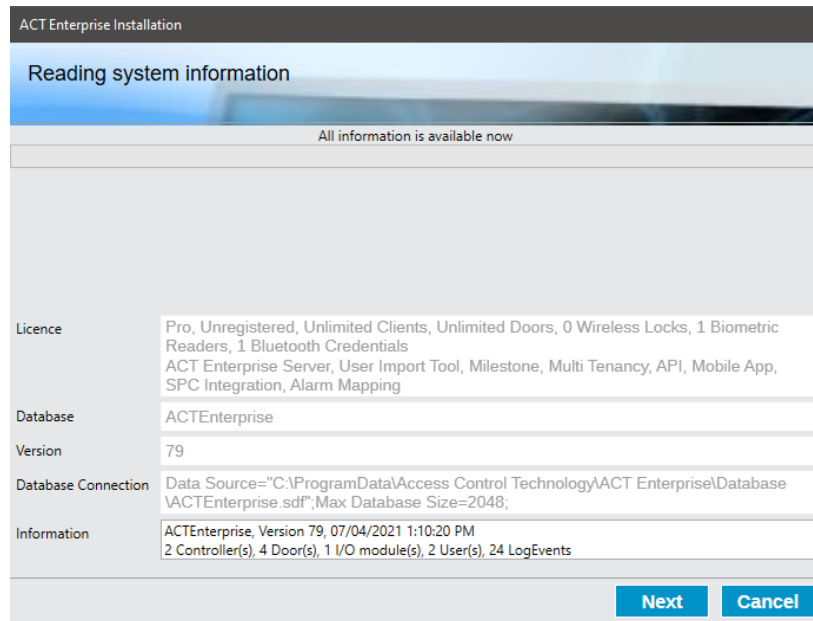 ACT Enterprise Installation
Reading system information
All information is available now
Licence
Pro, Unregistered, Unlimited Clients, Unlimited Doors, 0 Wireless Locks, 1 Biometric
Readers, 1 Bluetooth Credentials
ACT Enterprise Server, User Import Tool, Milestone, Multi Tenancy, API, Mobile App,
SPC Integration, Alarm Mapping
Database
ACTEnterprise
Version
79
Database Connection
Data Source="C:\ProgramData\Access Control Technology\ACT Enterprise\Database
\ACTEnterprise.sdf";Max Database Size=2048;
Information
ACTEnterprise, Version 79, 07/04/2021 1:10:20 PM
2 Controller(s), 4 Door(s), 1 I/O module(s), 2 User(s), 24 LogEvents
Next
Cancel